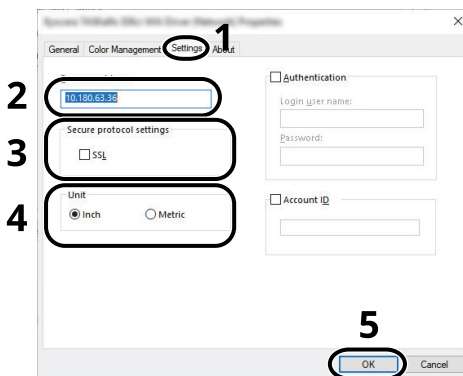 1
General Color Management Settings About
2
10.180.63.36
Authentication
Login user name:
Password:
3
Secure protocol settings
SSL
4
Unit
Inch Metric
Account ID
5
OK Cancel